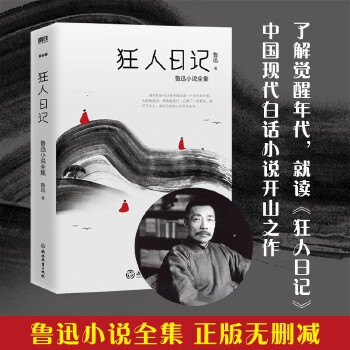 了解觉醒年代，就读《狂人日记》
中国现代白话小说开山之作
狂人日记
鲁迅小说全集
鲁迅
狂人日记
鲁迅 著
鲁迅小说全集
鲁迅小说全集 正版无删减